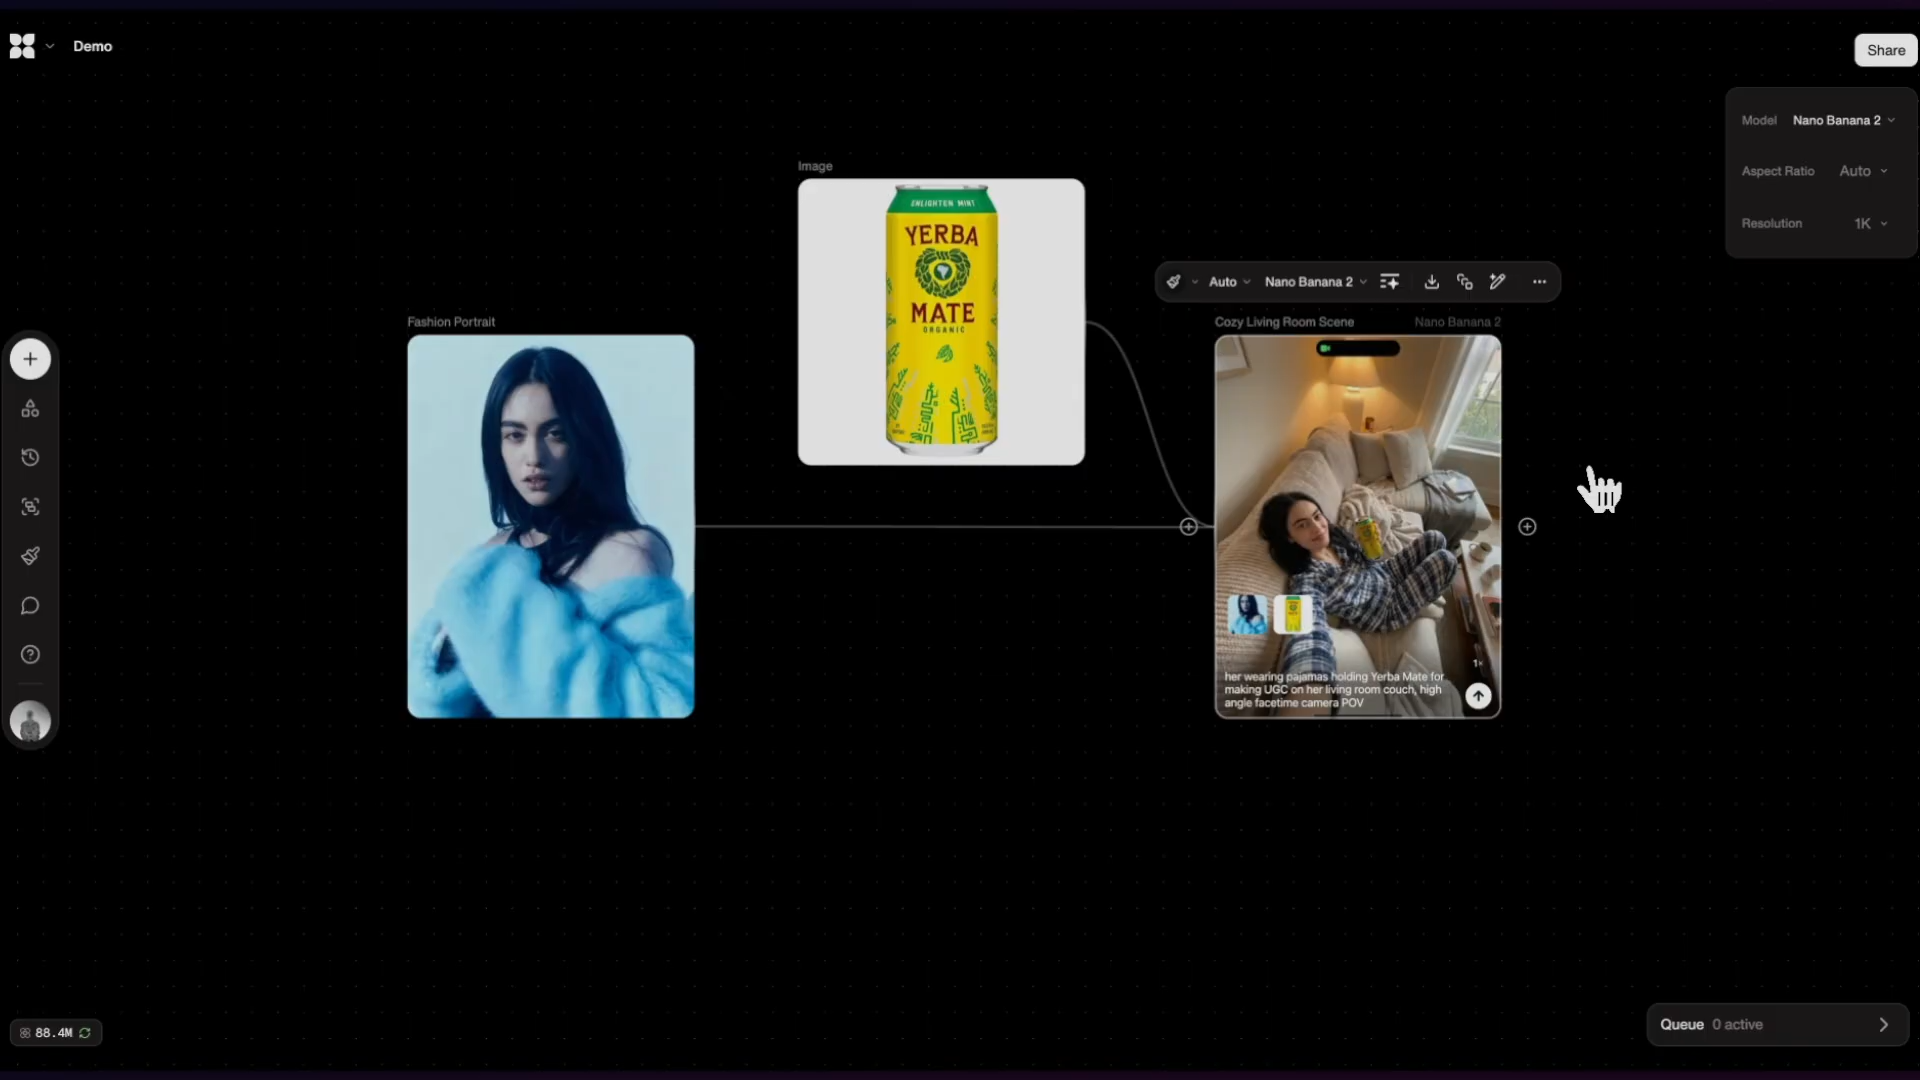 Demo
Share
Model Nano Banana 2
Aspect Ratio Auto
Resolution 1K
Image
ENLIGHTEN MINT
YERBA
MATE
ORGANIC
Auto Nano Banana 2
Fashion Portrait
Cozy Living Room Scene Nano Banana 2
1×
her wearing pajamas holding Yerba Mate for
making UGC on her living room couch, high
angle facetime camera POV
88.4M
Queue 0 active